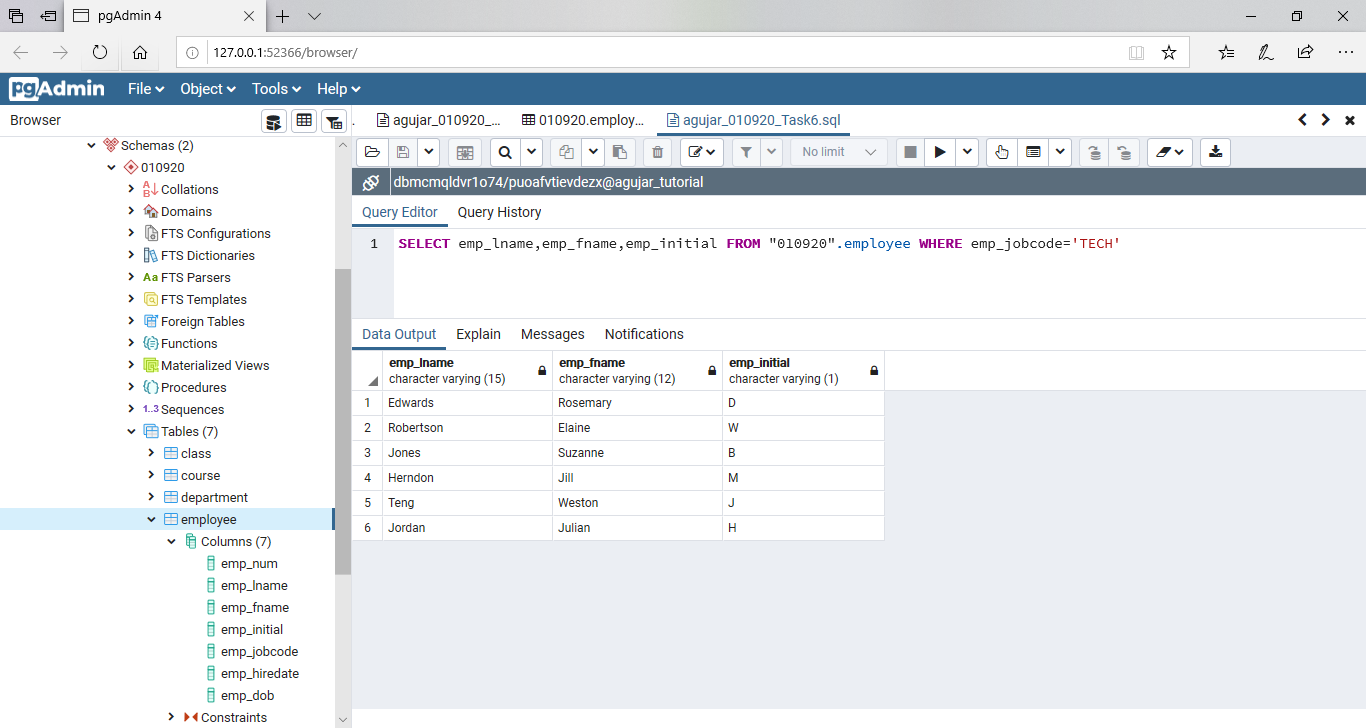 pgAdmin 4
127.0.0.1:52366/browser/
pgAdmin File Object Tools Help
Browser
agujar_010920_... 010920.employ... agujar_010920_Task6.sql
No limit
dbmcmqldvr1o74/puoafvtievdezx@agujar_tutorial
Query Editor Query History
1 SELECT emp_lname,emp_fname,emp_initial FROM "010920".employee WHERE emp_jobcode='TECH'
Data Output Explain Messages Notifications
emp_lname emp_fname emp_initial
character varying (15) character varying (12) character varying (1)
1 Edwards Rosemary D
2 Robertson Elaine W
3 Jones Suzanne B
4 Herndon Jill M
5 Teng Weston J
6 Jordan Julian H
Schemas (2)
010920
Collations
Domains
FTS Configurations
FTS Dictionaries
Aa FTS Parsers
FTS Templates
Foreign Tables
Functions
Materialized Views
Procedures
1..3 Sequences
Tables (7)
class
course
department
employee
Columns (7)
emp_num
emp_lname
emp_fname
emp_initial
emp_jobcode
emp_hiredate
emp_dob
Constraints